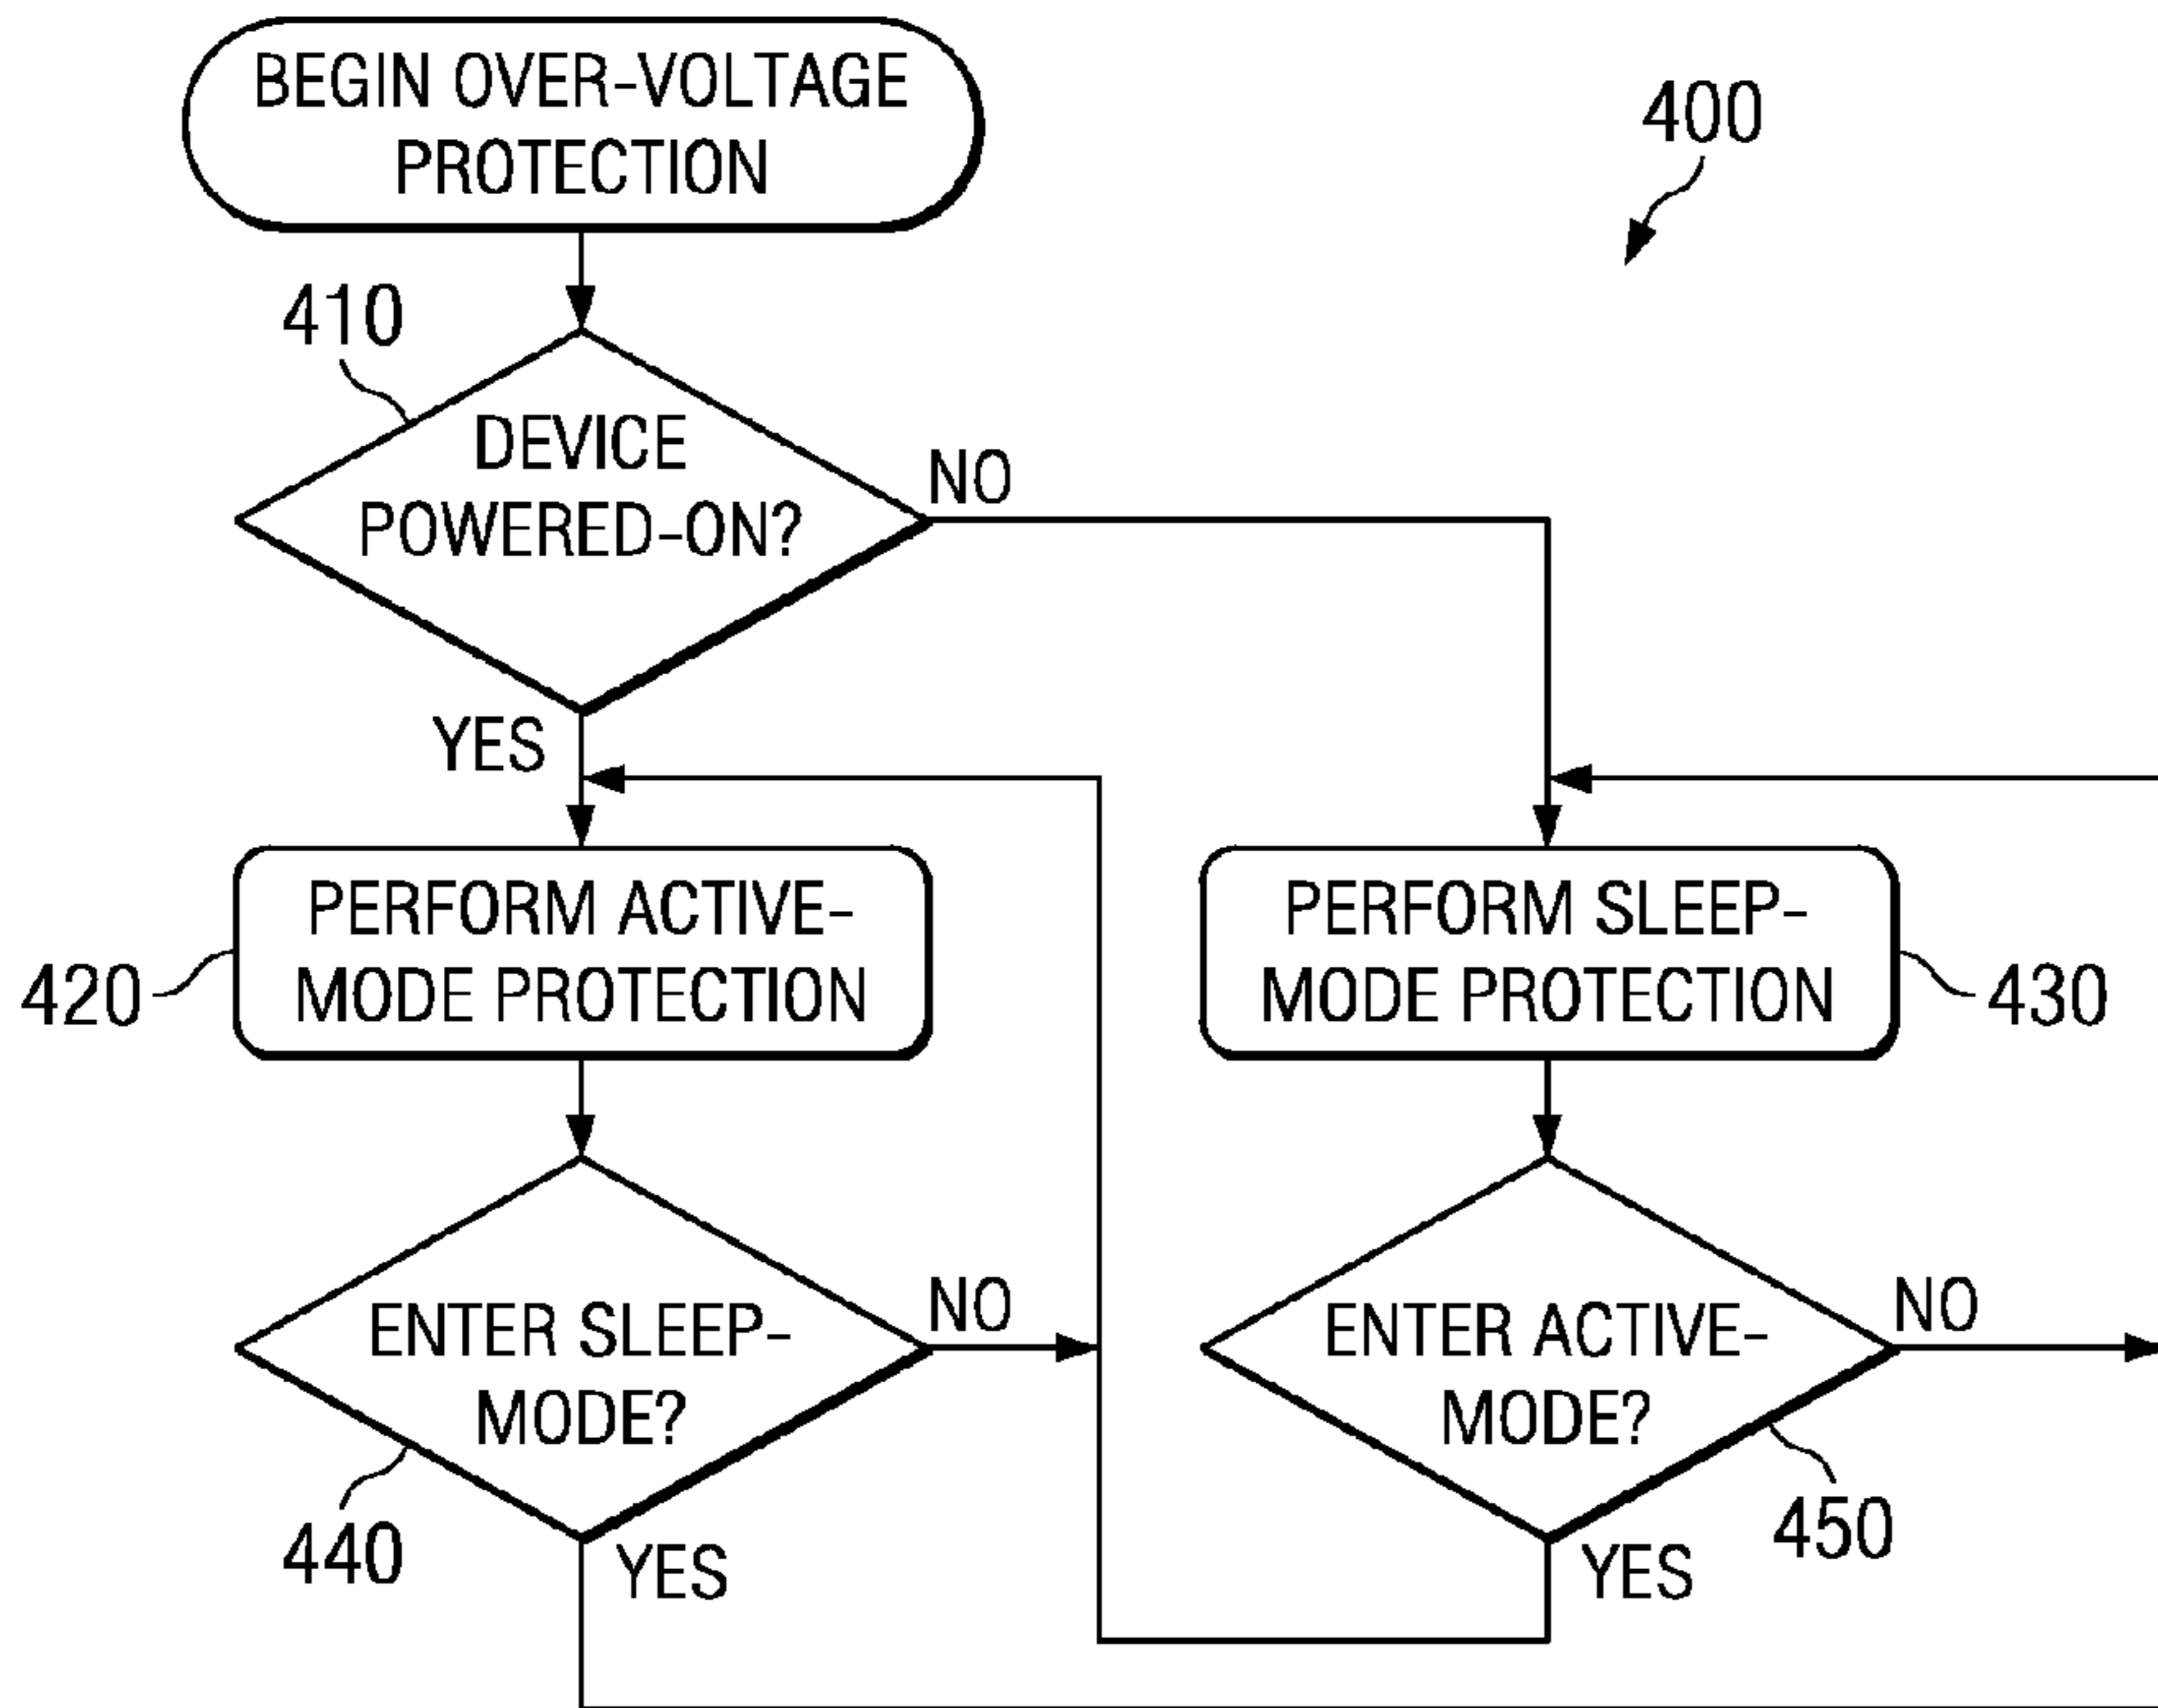 BEGIN OVER-VOLTAGE
PROTECTION
400
410
DEVICE
POWERED-ON?
NO
YES
PERFORM ACTIVE-
MODE PROTECTION
420
PERFORM SLEEP-
MODE PROTECTION
430
ENTER SLEEP-
MODE?
NO
440
YES
ENTER ACTIVE-
MODE?
NO
450
YES